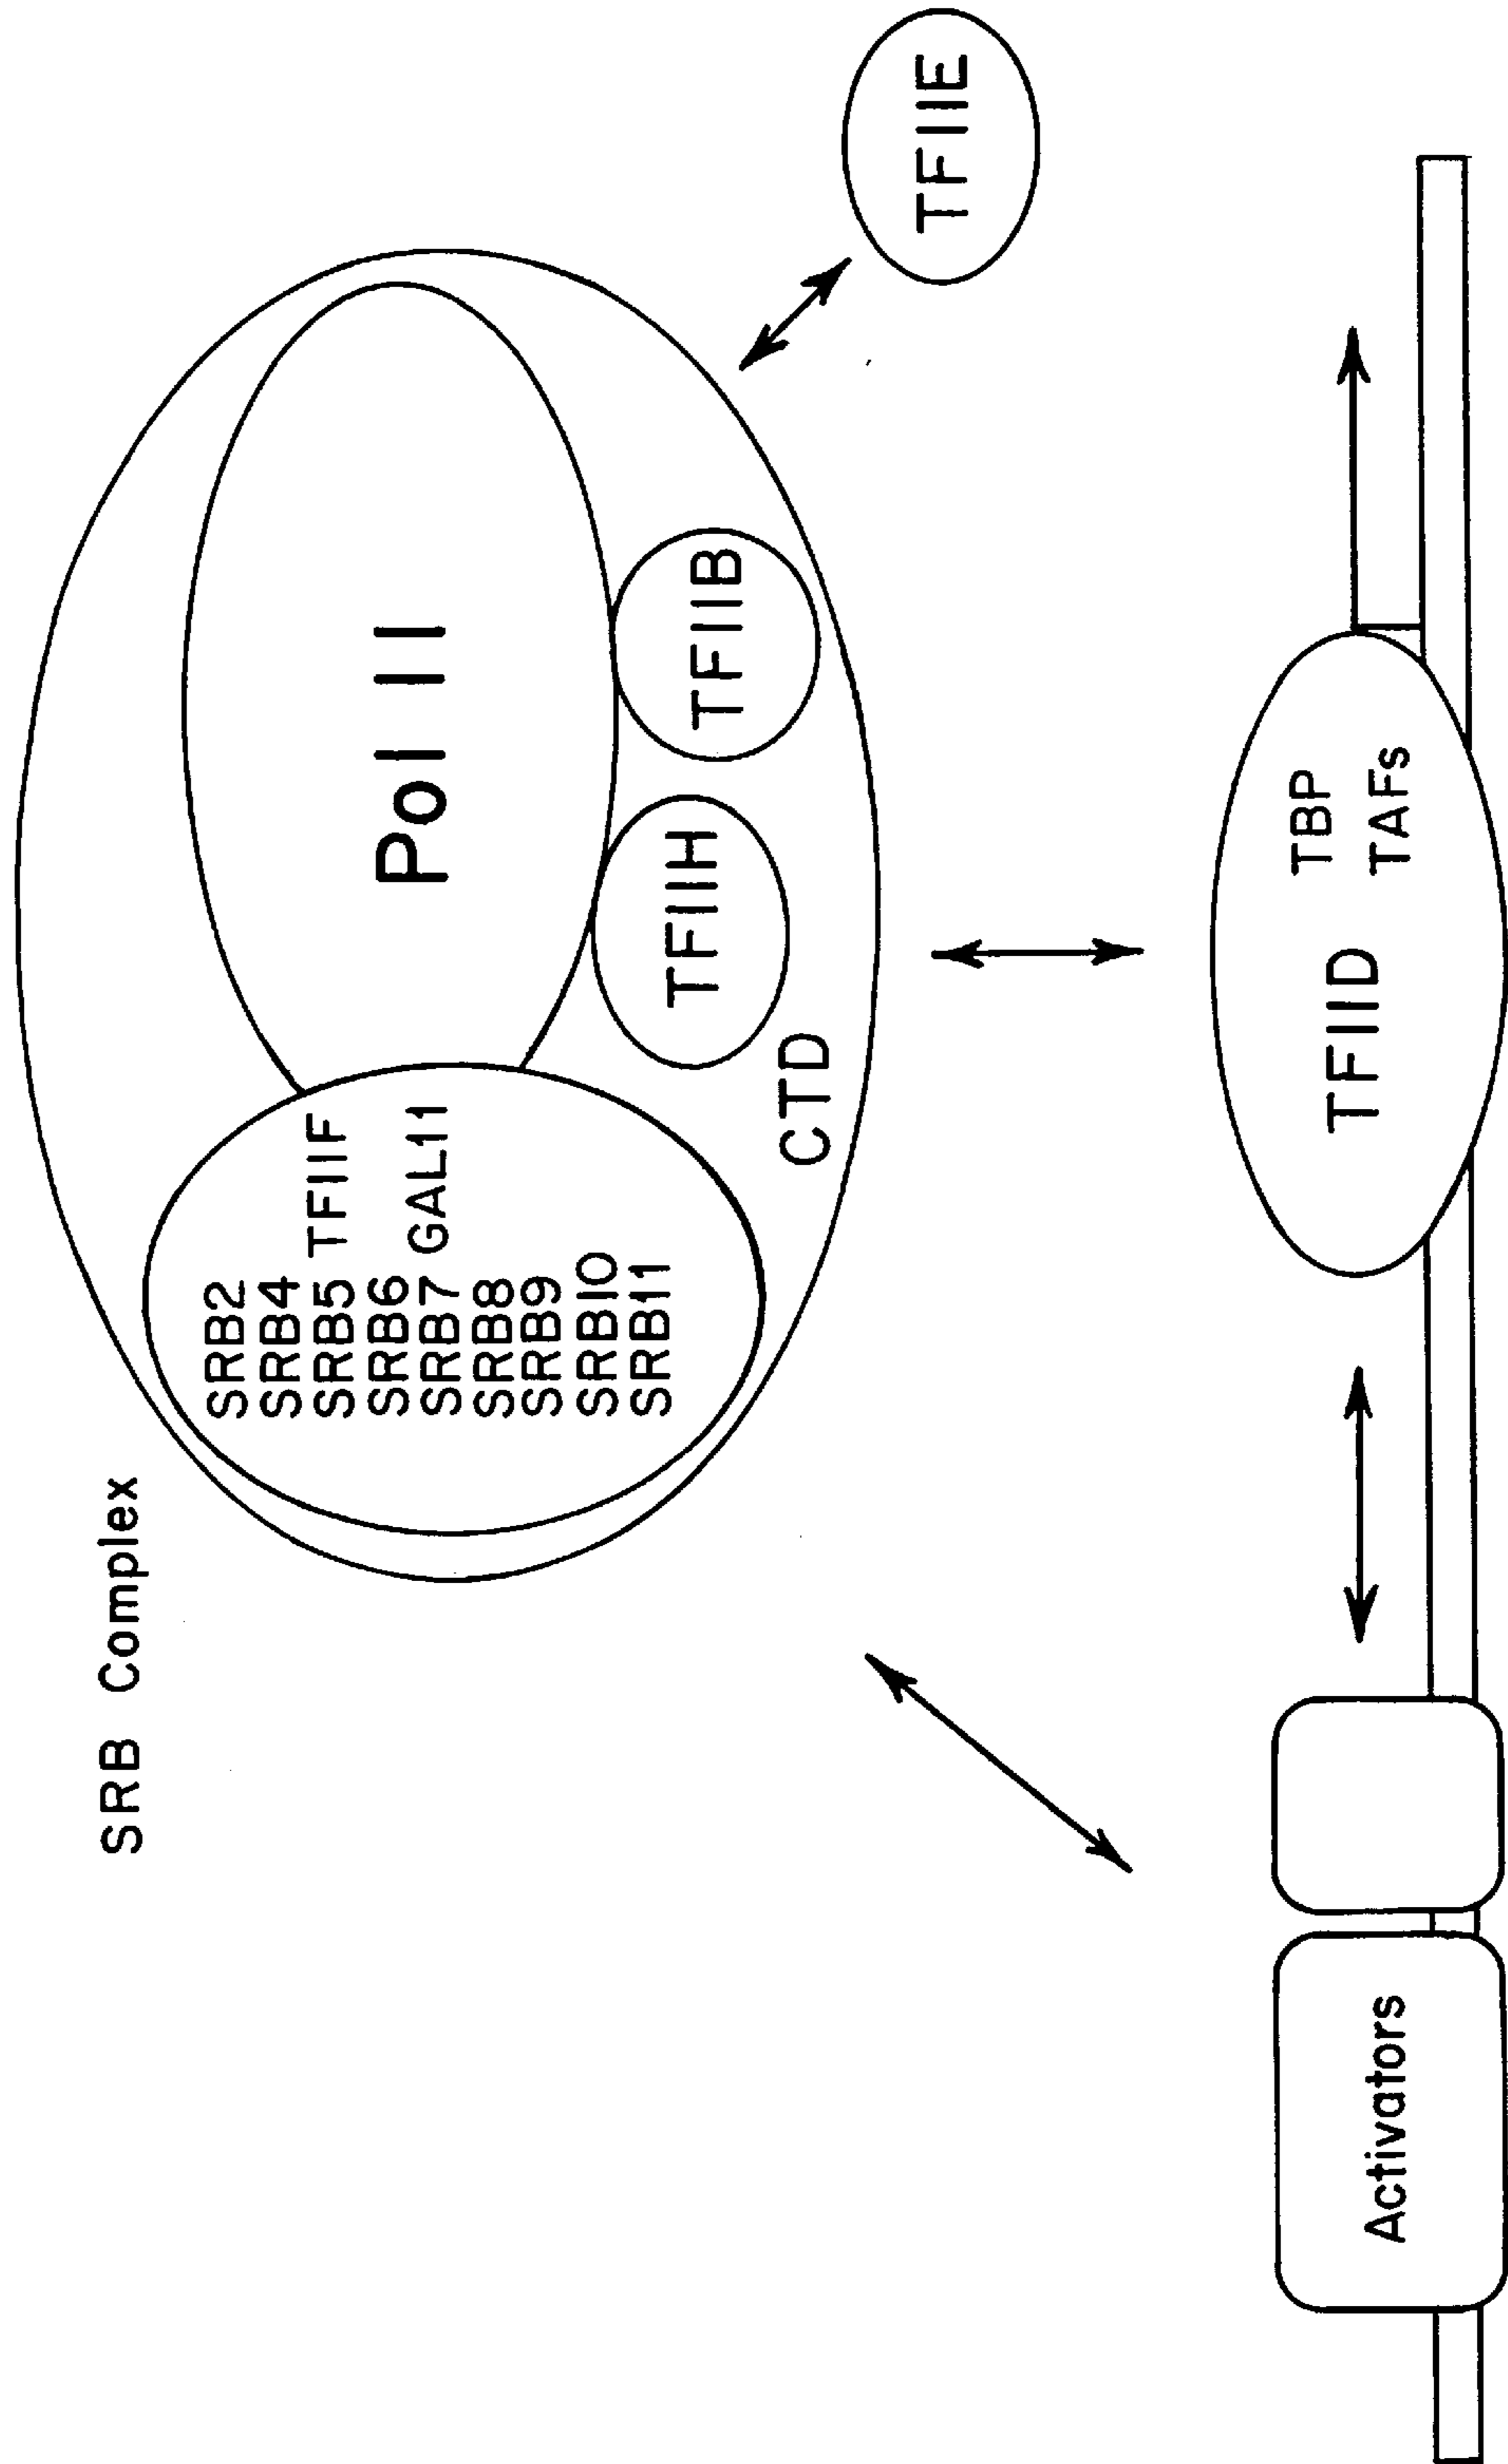 SRB Complex
SRB2
SRB4
SRB5 TFIIF
SRB6
SRB7 GAL11
SRB8
SRB9
SRB10
SRB11
Pol II
TFIIH
TFIIB
CTD
TFIIE
Activators
TFIID
TBP
TAFs